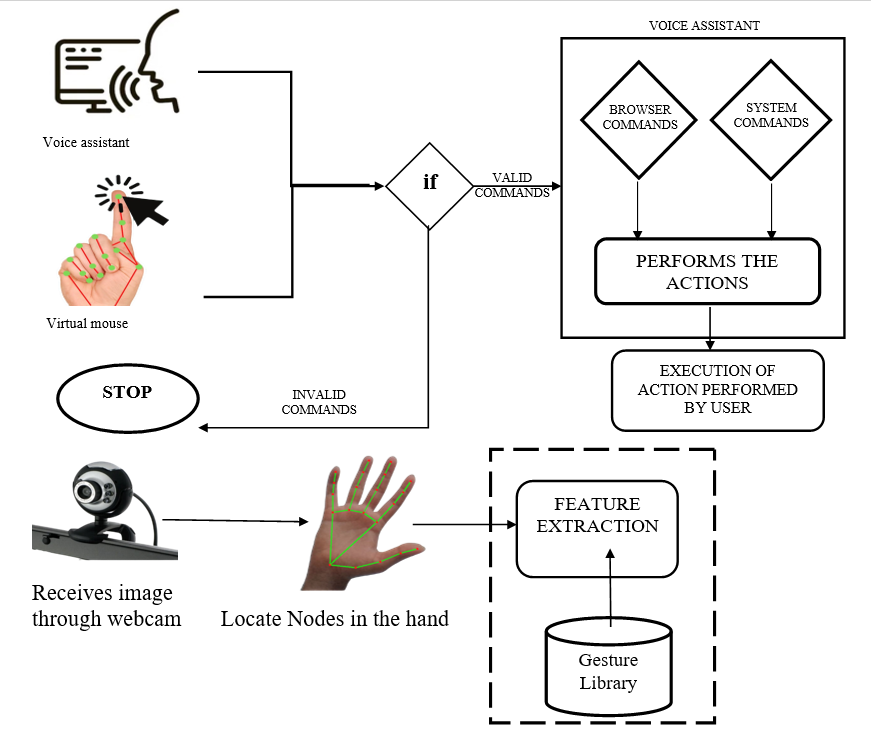 VOICE ASSISTANT
BROWSER
COMMANDS
SYSTEM
COMMANDS
Voice assistant
if
VALID
COMMANDS
PERFORMS THE
ACTIONS
Virtual mouse
EXECUTION OF
ACTION PERFORMED
BY USER
STOP
INVALID
COMMANDS
FEATURE
EXTRACTION
Receives image
through webcam
Locate Nodes in the hand
Gesture
Library